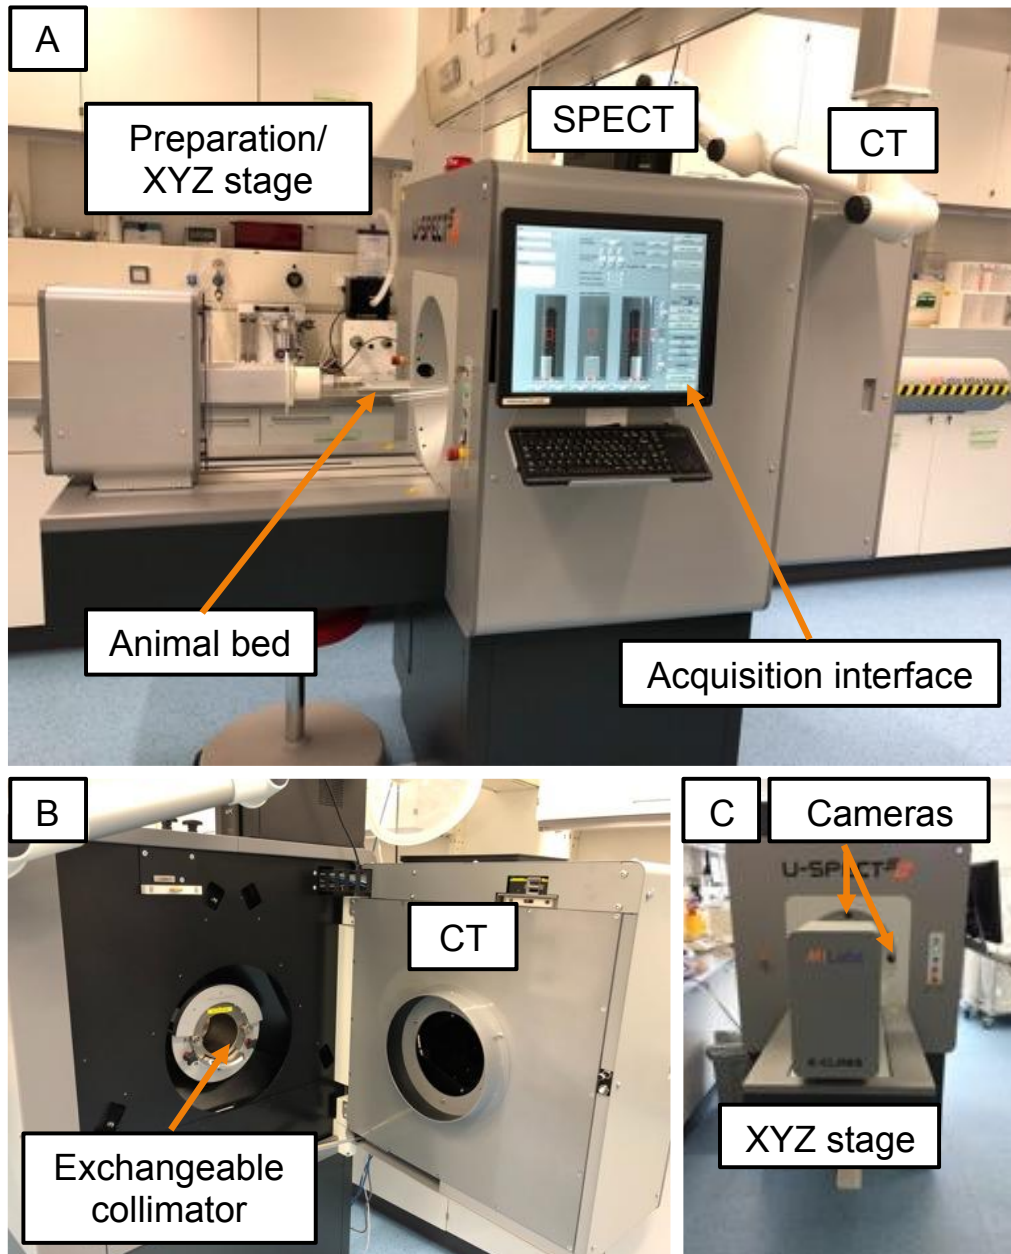 A
Preparation/
XYZ stage
SPECT
CT
U-SPECT
Animal bed
Acquisition interface
B
CT
Exchangeable
collimator
C
Cameras
U-SPECT
MILabs
XYZ stage